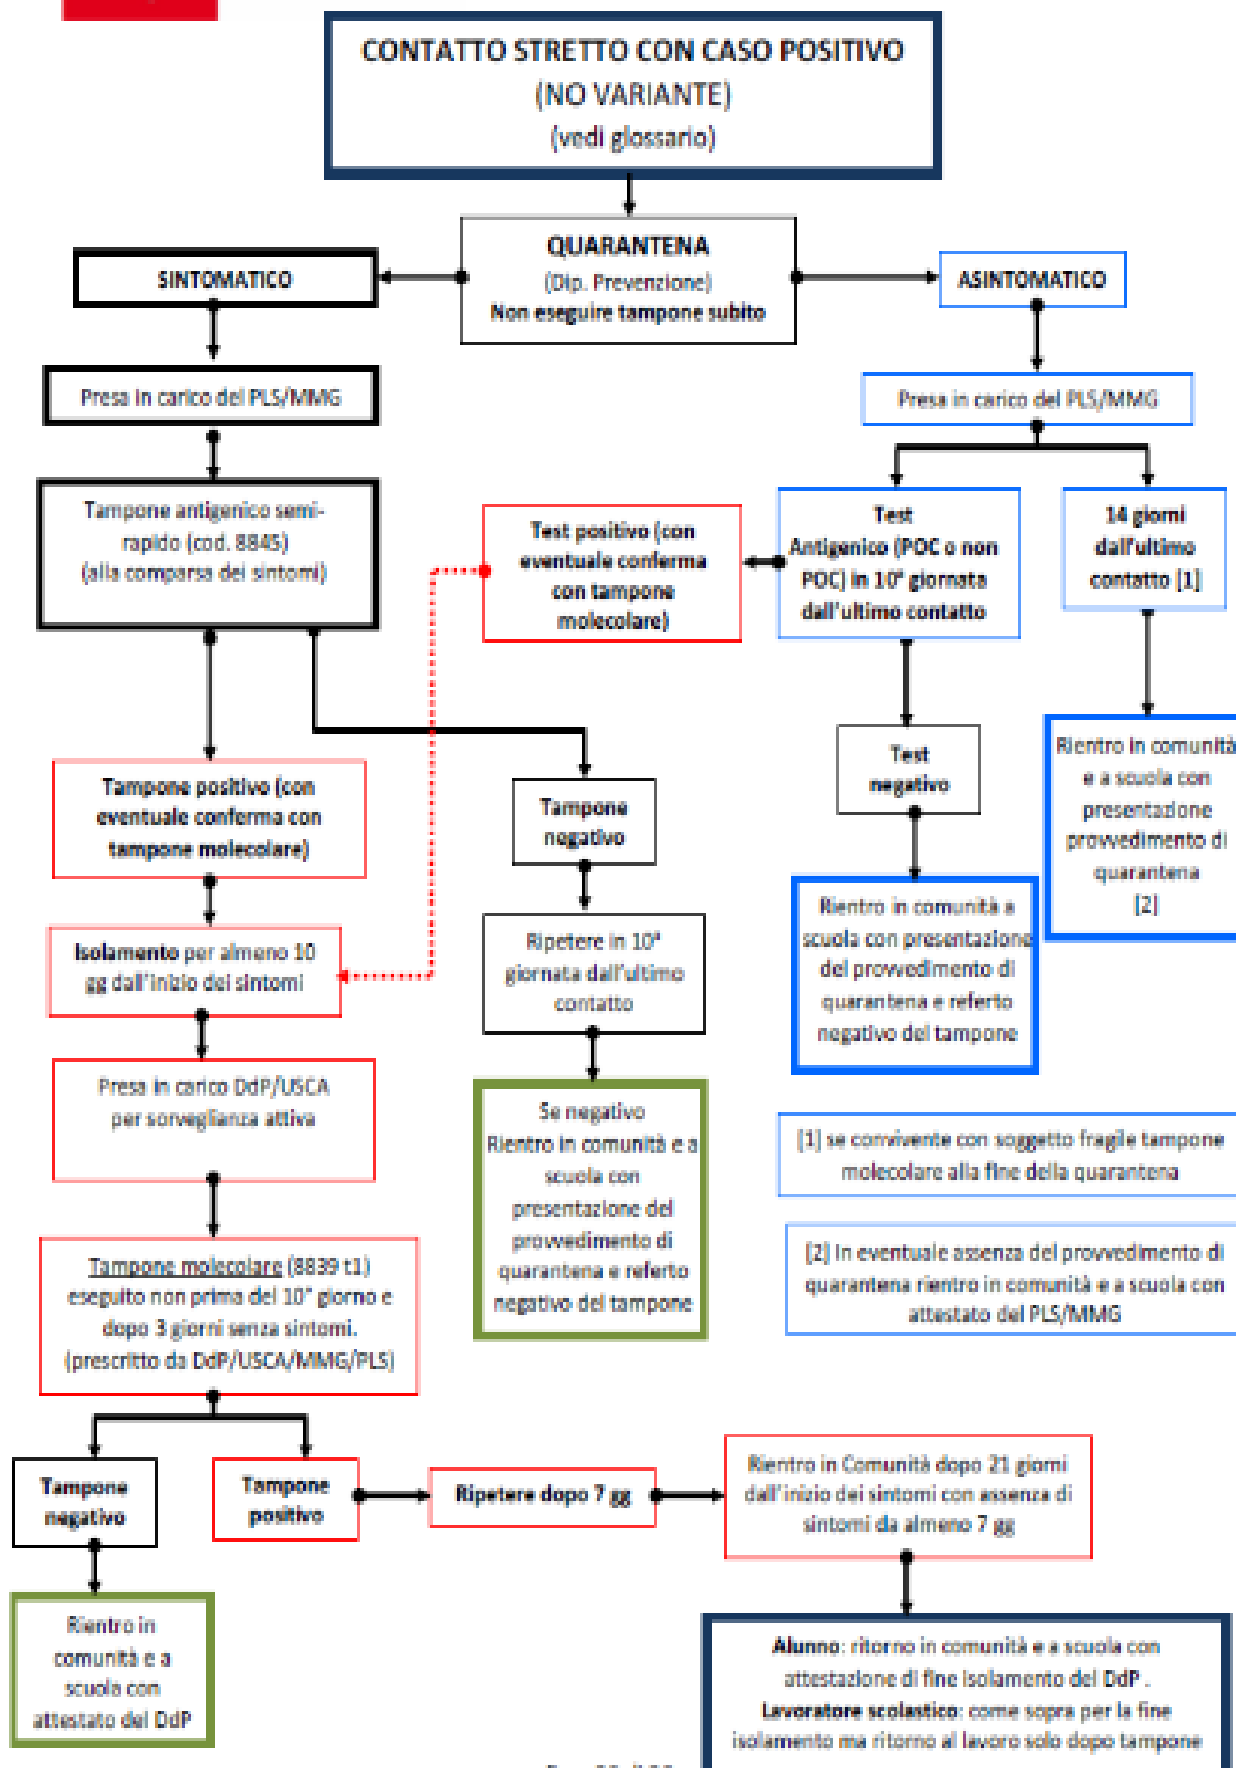 CONTATTO STRETTO CON CASO POSITIVO
(NO VARIANTE)
(vedi glossario)
QUARANTENA
(Dip. Prevenzione)
Non eseguire tampone subito
SINTOMATICO
ASINTOMATICO
Presa in carico del PLS/MMG
Presa in carico del PLS/MMG
Tampone antigenico semi-
rapido (cod. 8845)
(alla comparsa dei sintomi)
Test positivo (con
eventuale conferma
con tampone
molecolare)
Test
Antigenico (POC o non
POC) in 10ª giornata
dall'ultimo contatto
14 giorni
dall'ultimo
contatto [1]
Tampone positivo (con
eventuale conferma con
tampone molecolare)
Tampone
negativo
Test
negativo
Rientro in comunità
e a scuola con
presentazione
provvedimento di
quarantena
[2]
Isolamento per almeno 10
gg dall'inizio dei sintomi
Ripetere in 10ª
giornata dall'ultimo
contatto
Rientro in comunità a
scuola con presentazione
del provvedimento di
quarantena e referto
negativo del tampone
Presa in carico DdP/USCA
per sorveglianza attiva
Se negativo
Rientro in comunità e a
scuola con
presentazione del
provvedimento di
quarantena e referto
negativo del tampone
[1] se convivente con soggetto fragile tampone
molecolare alla fine della quarantena
[2] In eventuale assenza del provvedimento di
quarantena rientro in comunità e a scuola con
attestato del PLS/MMG
Tampone molecolare (8839 t1)
eseguito non prima del 10° giorno e
dopo 3 giorni senza sintomi.
(prescritto da DdP/USCA/MMG/PLS)
Tampone
negativo
Tampone
positivo
Ripetere dopo 7 gg
Rientro in Comunità dopo 21 giorni
dall'inizio dei sintomi con assenza di
sintomi da almeno 7 gg
Rientro in
comunità e a
scuola con
attestato del DdP
Alunno: ritorno in comunità e a scuola con
attestazione di fine isolamento del DdP .
Lavoratore scolastico: come sopra per la fine
isolamento ma ritorno al lavoro solo dopo tampone